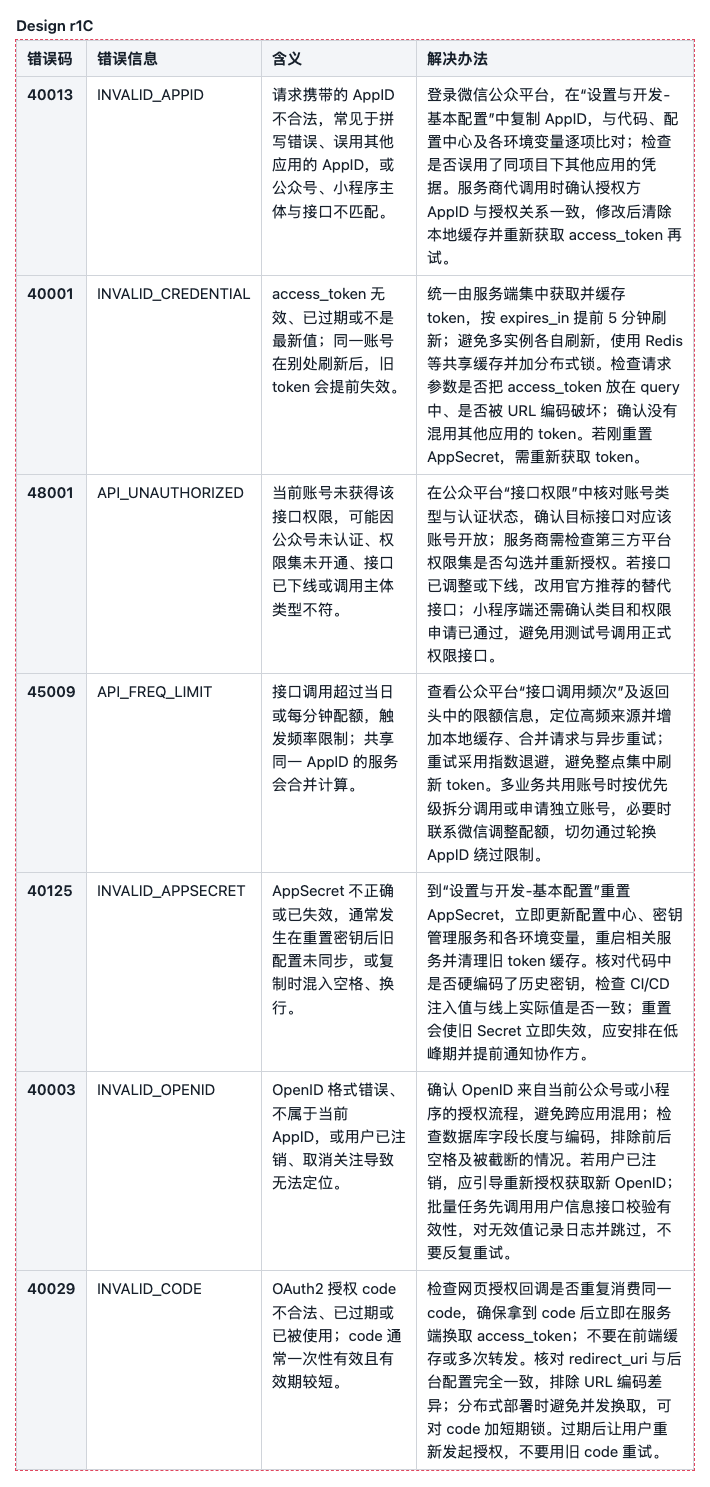 Design r1C
错误码 错误信息 含义 解决办法
40013 INVALID_APPID
请求携带的 AppID
不合法，常见于拼
写错误、误用其他
应用的 AppID，或
公众号、小程序主
体与接口不匹配。
登录微信公众平台，在“设置与开发-
基本配置”中复制 AppID，与代码、配
置中心及各环境变量逐项比对；检查
是否误用了同项目下其他应用的凭
据。服务商代调用时确认授权方
AppID 与授权关系一致，修改后清除
本地缓存并重新获取 access_token 再
试。
40001 INVALID_CREDENTIAL
access_token 无
效、已过期或不是
最新值；同一账号
在别处刷新后，旧
token 会提前失效。
统一由服务端集中获取并缓存
token，按 expires_in 提前 5 分钟刷
新；避免多实例各自刷新，使用 Redis
等共享缓存并加分布式锁。检查请求
参数是否把 access_token 放在 query
中、是否被 URL 编码破坏；确认没有
混用其他应用的 token。若刚重置
AppSecret，需重新获取 token。
48001 API_UNAUTHORIZED
当前账号未获得该
接口权限，可能因
公众号未认证、权
限集未开通、接口
已下线或调用主体
类型不符。
在公众平台“接口权限”中核对账号类
型与认证状态，确认目标接口对应该
账号开放；服务商需检查第三方平台
权限集是否勾选并重新授权。若接口
已调整或下线，改用官方推荐的替代
接口；小程序端还需确认类目和权限
申请已通过，避免用测试号调用正式
权限接口。
45009 API_FREQ_LIMIT
接口调用超过当日
或每分钟配额，触
发频率限制；共享
同一 AppID 的服务
会合并计算。
查看公众平台“接口调用频次”及返回
头中的限额信息，定位高频来源并增
加本地缓存、合并请求与异步重试；
重试采用指数退避，避免整点集中刷
新 token。多业务共用账号时按优先
级拆分调用或申请独立账号，必要时
联系微信调整配额，切勿通过轮换
AppID 绕过限制。
40125 INVALID_APPSECRET
AppSecret 不正确
或已失效，通常发
生在重置密钥后旧
配置未同步，或复
制时混入空格、换
行。
到“设置与开发-基本配置”重置
AppSecret，立即更新配置中心、密钥
管理服务和各环境变量，重启相关服
务并清理旧 token 缓存。核对代码中
是否硬编码了历史密钥，检查 CI/CD
注入值与线上实际值是否一致；重置
会使旧 Secret 立即失效，应安排在低
峰期并提前通知协作方。
40003 INVALID_OPENID
OpenID 格式错误、
不属于当前
AppID，或用户已注
销、取消关注导致
无法定位。
确认 OpenID 来自当前公众号或小程
序的授权流程，避免跨应用混用；检
查数据库字段长度与编码，排除前后
空格及被截断的情况。若用户已注
销，应引导重新授权获取新 OpenID；
批量任务先调用用户信息接口校验有
效性，对无效值记录日志并跳过，不
要反复重试。
40029 INVALID_CODE
OAuth2 授权 code
不合法、已过期或
已被使用；code 通
常一次性有效且有
效期较短。
检查网页授权回调是否重复消费同一
code，确保拿到 code 后立即在服务
端换取 access_token；不要在前端缓
存或多次转发。核对 redirect_uri 与后
台配置完全一致，排除 URL 编码差
异；分布式部署时避免并发换取，可
对 code 加短期锁。过期后让用户重
新发起授权，不要用旧 code 重试。